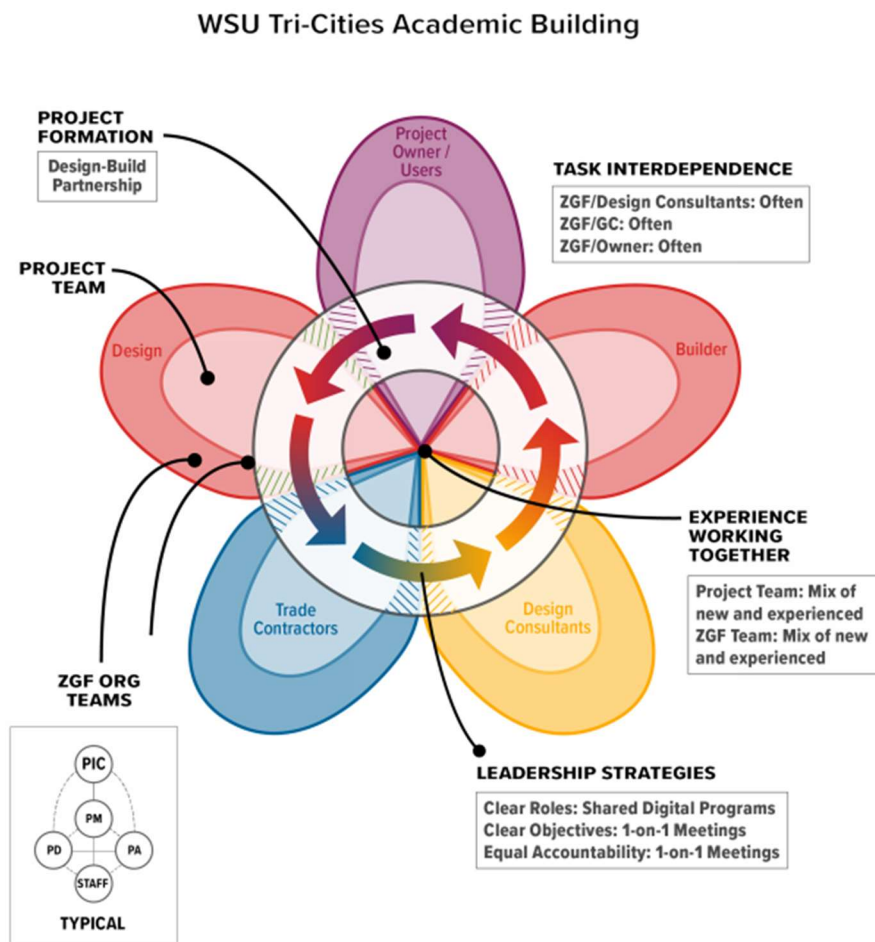 WSU Tri-Cities Academic Building
PROJECT
FORMATION
Design-Build
Partnership
Project
Owner /
Users
TASK INTERDEPENDENCE
ZGF/Design Consultants: Often
ZGF/GC: Often
ZGF/Owner: Often
PROJECT
TEAM
Design
Builder
EXPERIENCE
WORKING
TOGETHER
Project Team: Mix of
new and experienced
ZGF Team: Mix of new
and experienced
Trade
Contractors
Design
Consultants
ZGF ORG
TEAMS
PIC
PM
PD
PA
STAFF
TYPICAL
LEADERSHIP STRATEGIES
Clear Roles: Shared Digital Programs
Clear Objectives: 1-on-1 Meetings
Equal Accountability: 1-on-1 Meetings